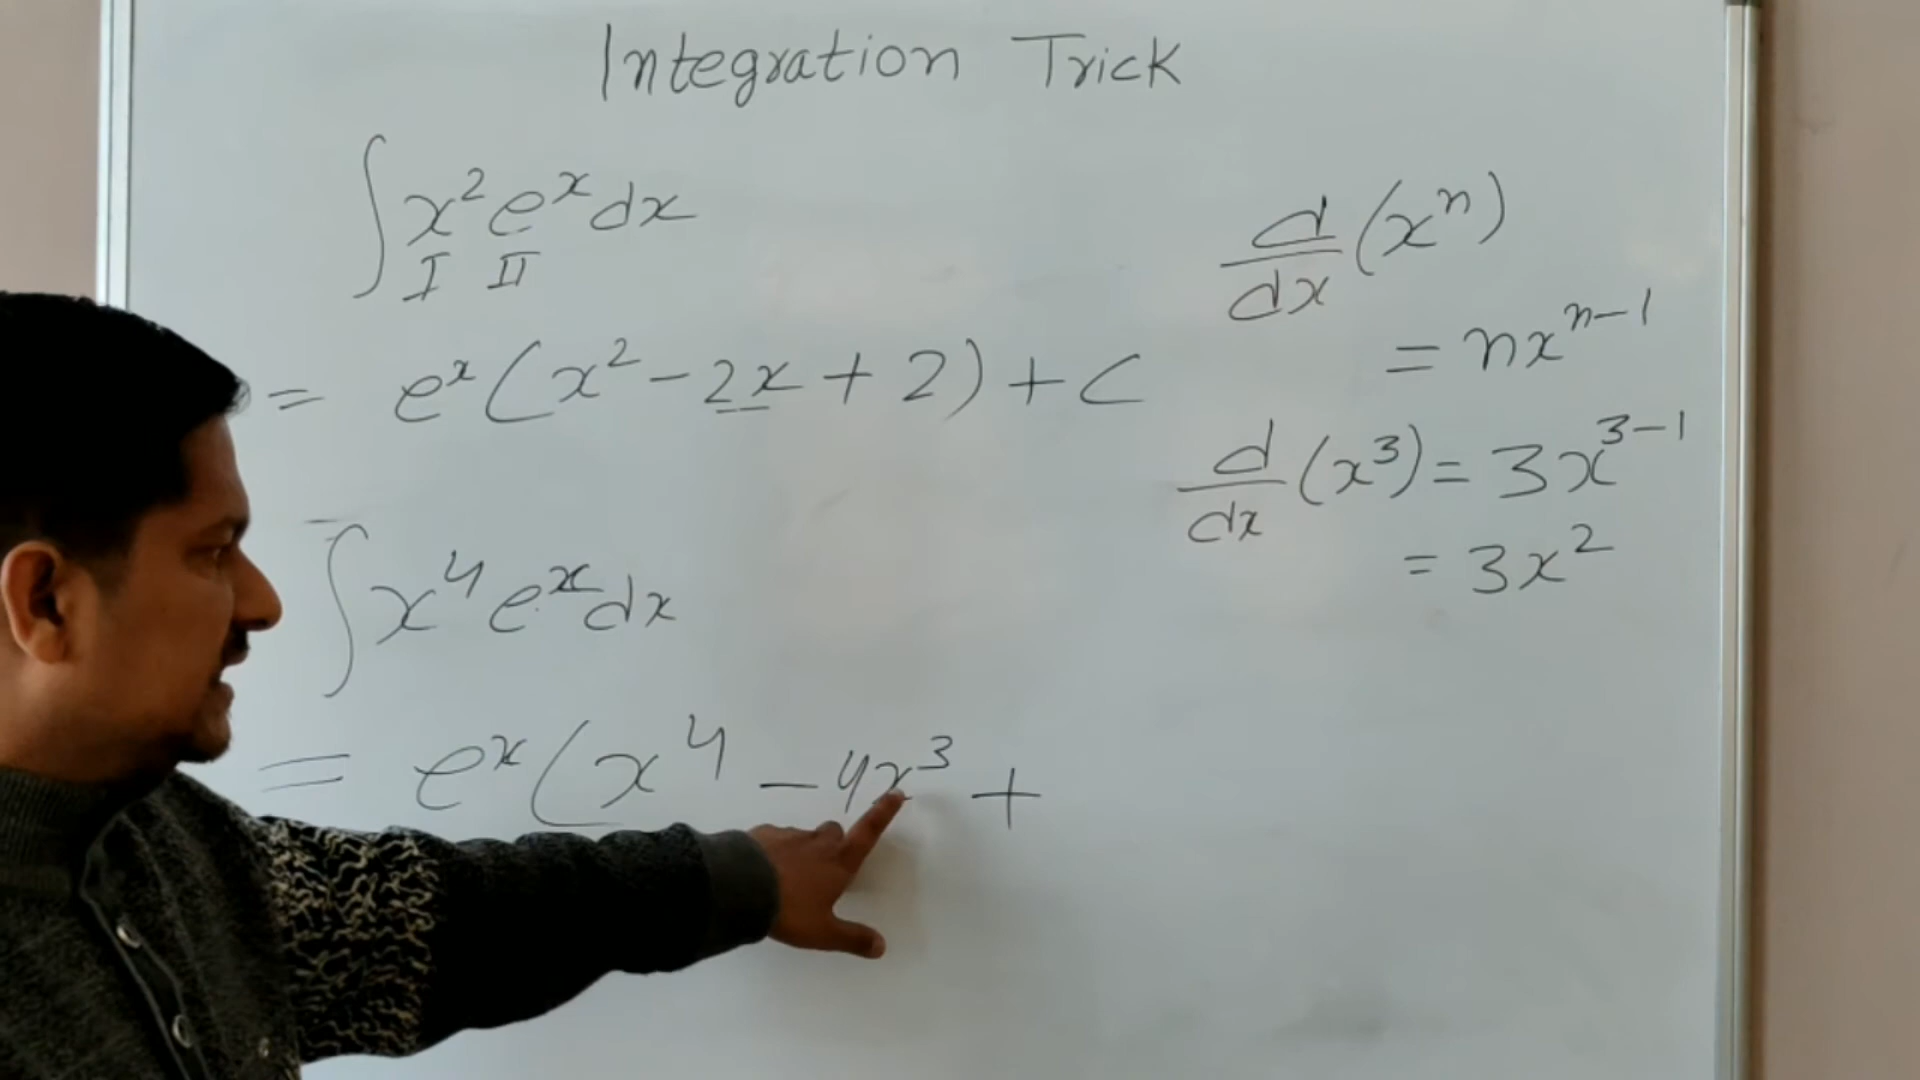 Integration Trick
∫x²eˣdx
I II
= eˣ(x²-2x+2)+C
∫x⁴eˣdx
= eˣ(x⁴-4x³+
d/dx(xⁿ)
= nxⁿ⁻¹
d/dx(x³)=3x³⁻¹
= 3x²